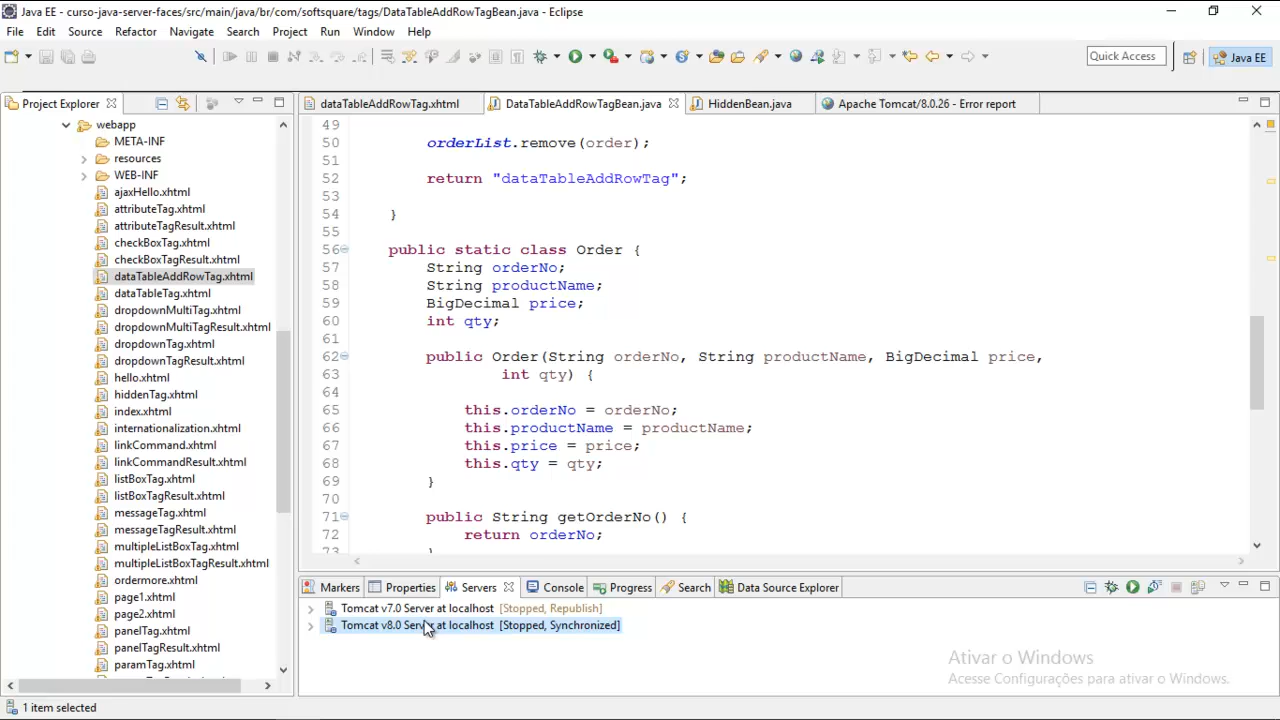 Java EE - curso-java-server-faces/src/main/java/br/com/softsquare/tags/DataTableAddRowTagBean.java - Eclipse
File Edit Source Refactor Navigate Search Project Run Window Help
Quick Access
Java EE
Project Explorer
dataTableAddRowTag.xhtml
DataTableAddRowTagBean.java
HiddenBean.java
Apache Tomcat/8.0.26 - Error report
webapp
META-INF
resources
WEB-INF
ajaxHello.xhtml
attributeTag.xhtml
attributeTagResult.xhtml
checkBoxTag.xhtml
checkBoxTagResult.xhtml
dataTableAddRowTag.xhtml
dataTableTag.xhtml
dropdownMultiTag.xhtml
dropdownMultiTagResult.xhtml
dropdownTag.xhtml
dropdownTagResult.xhtml
hello.xhtml
hiddenTag.xhtml
index.xhtml
internationalization.xhtml
linkCommand.xhtml
linkCommandResult.xhtml
listBoxTag.xhtml
listBoxTagResult.xhtml
messageTag.xhtml
messageTagResult.xhtml
multipleListBoxTag.xhtml
multipleListBoxTagResult.xhtml
ordermore.xhtml
page1.xhtml
page2.xhtml
panelTag.xhtml
panelTagResult.xhtml
paramTag.xhtml
49
50 orderList.remove(order);
51
52 return "dataTableAddRowTag";
53
54 }
55
56 public static class Order {
57 String orderNo;
58 String productName;
59 BigDecimal price;
60 int qty;
61
62 public Order(String orderNo, String productName, BigDecimal price,
63 int qty) {
64
65 this.orderNo = orderNo;
66 this.productName = productName;
67 this.price = price;
68 this.qty = qty;
69 }
70
71 public String getOrderNo() {
72 return orderNo;
73 }
Markers Properties Servers Console Progress Search Data Source Explorer
Tomcat v7.0 Server at localhost [Stopped, Republish]
Tomcat v8.0 Server at localhost [Stopped, Synchronized]
Ativar o Windows
Acesse Configurações para ativar o Windows.
1 item selected